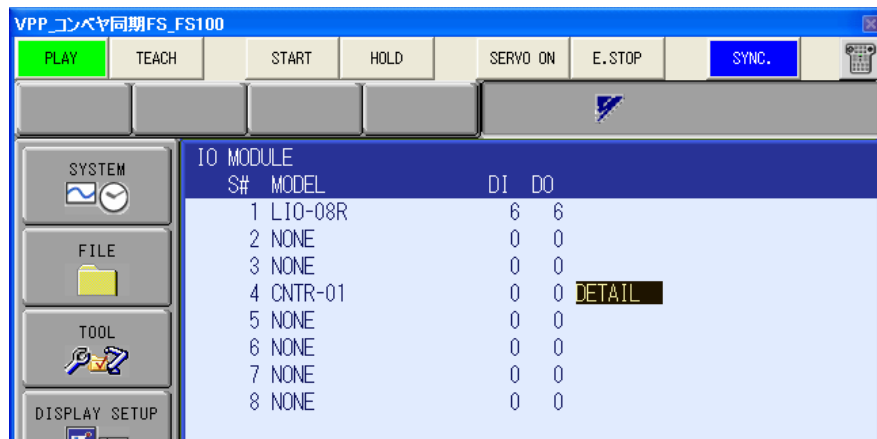 VPP_コンベヤ同期FS_FS100
PLAY TEACH START HOLD SERVO ON E.STOP SYNC.
SYSTEM
FILE
TOOL
DISPLAY SETUP
IO MODULE
S# MODEL DI DO
1 LIO-08R 6 6
2 NONE 0 0
3 NONE 0 0
4 CNTR-01 0 0 DETAIL
5 NONE 0 0
6 NONE 0 0
7 NONE 0 0
8 NONE 0 0